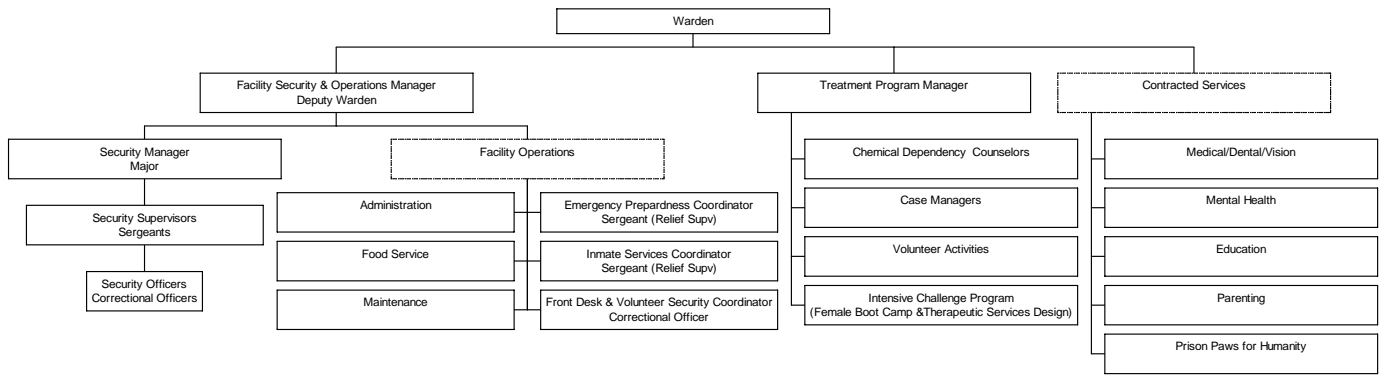 Warden
Facility Security & Operations Manager
Deputy Warden
Treatment Program Manager
Contracted Services
Security Manager
Major
Facility Operations
Security Supervisors
Sergeants
Security Officers
Correctional Officers
Administration
Emergency Prepardness Coordinator
Sergeant (Relief Supv)
Food Service
Inmate Services Coordinator
Sergeant (Relief Supv)
Maintenance
Front Desk & Volunteer Security Coordinator
Correctional Officer
Chemical Dependency Counselors
Case Managers
Volunteer Activities
Intensive Challenge Program
(Female Boot Camp &Therapeutic Services Design)
Medical/Dental/Vision
Mental Health
Education
Parenting
Prison Paws for Humanity